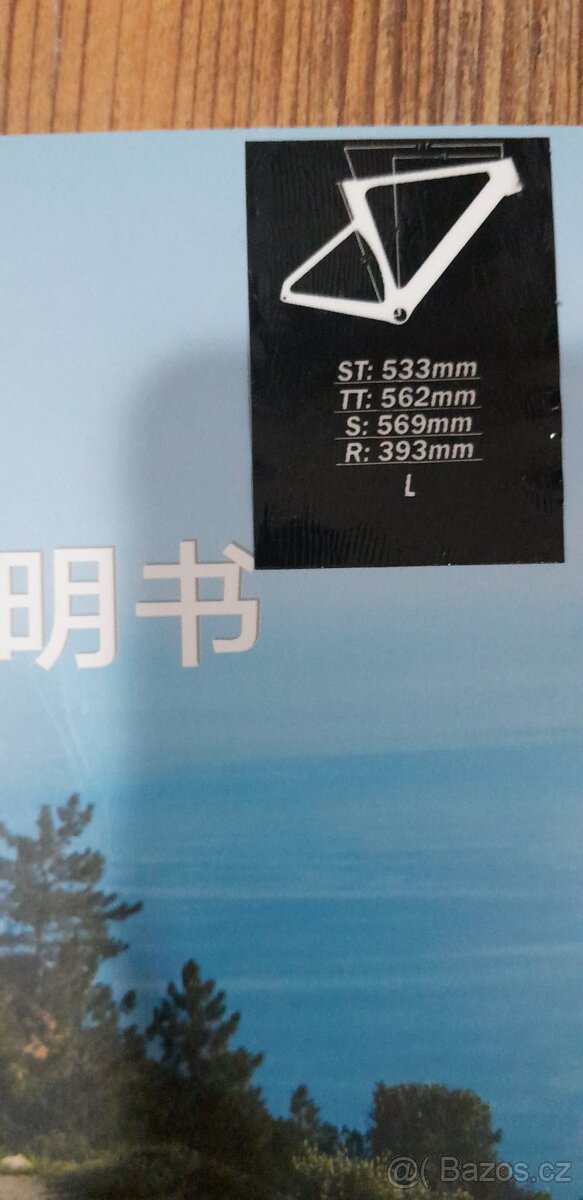 ST: 533mm
TT: 562mm
S: 569mm
R: 393mm
L
明书
@( Bazos.cz